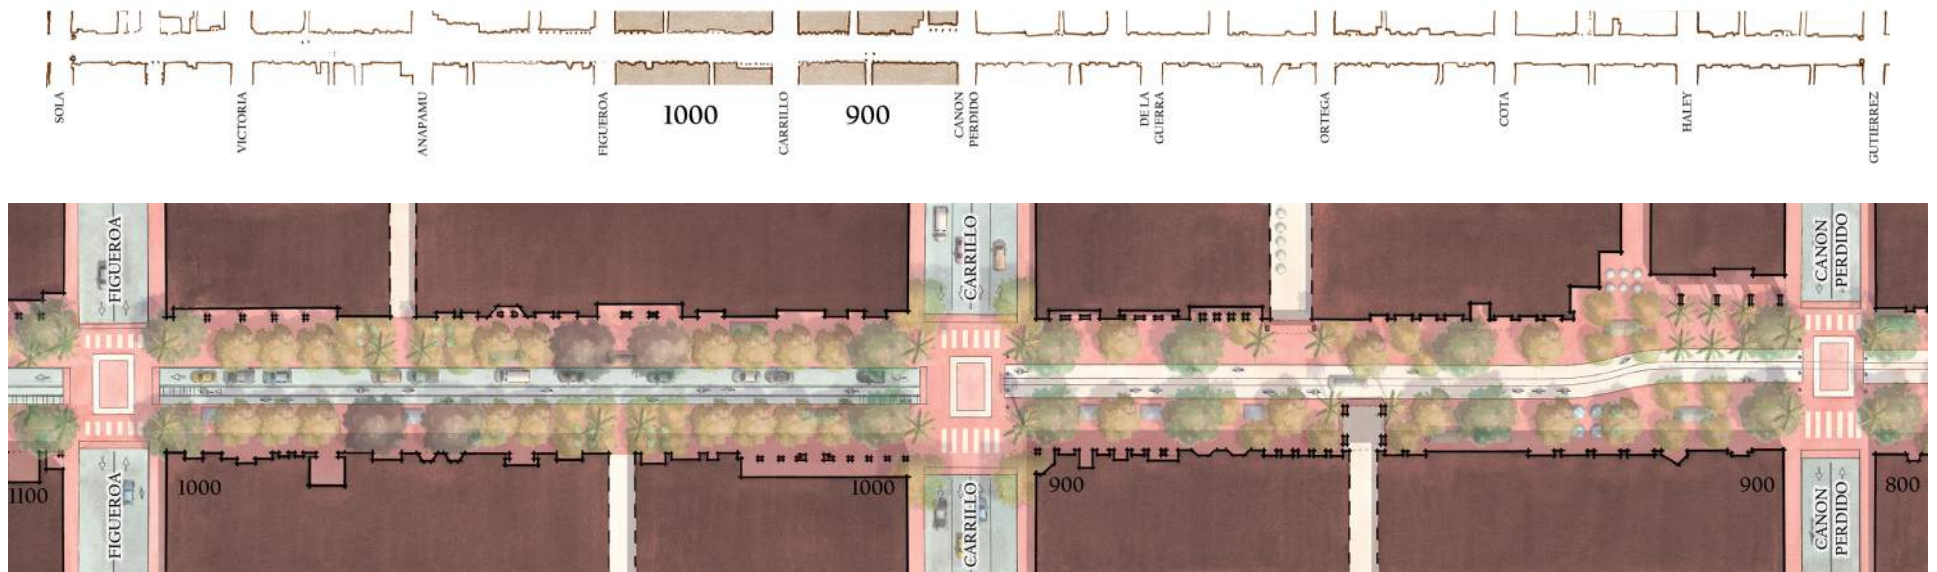 SOLA
VICTORIA
ANAPAMU
FIGUEROA
1000
CARRILLO
900
CANON
PERDIDO
DE LA
GUERRA
ORTEGA
COTA
HALEY
GUTIERREZ
FIGUEROA
CARRILLO
CANON
PERDIDO
1100
1000
1000
900
900
800
FIGUEROA
CARRILLO
CANON
PERDIDO